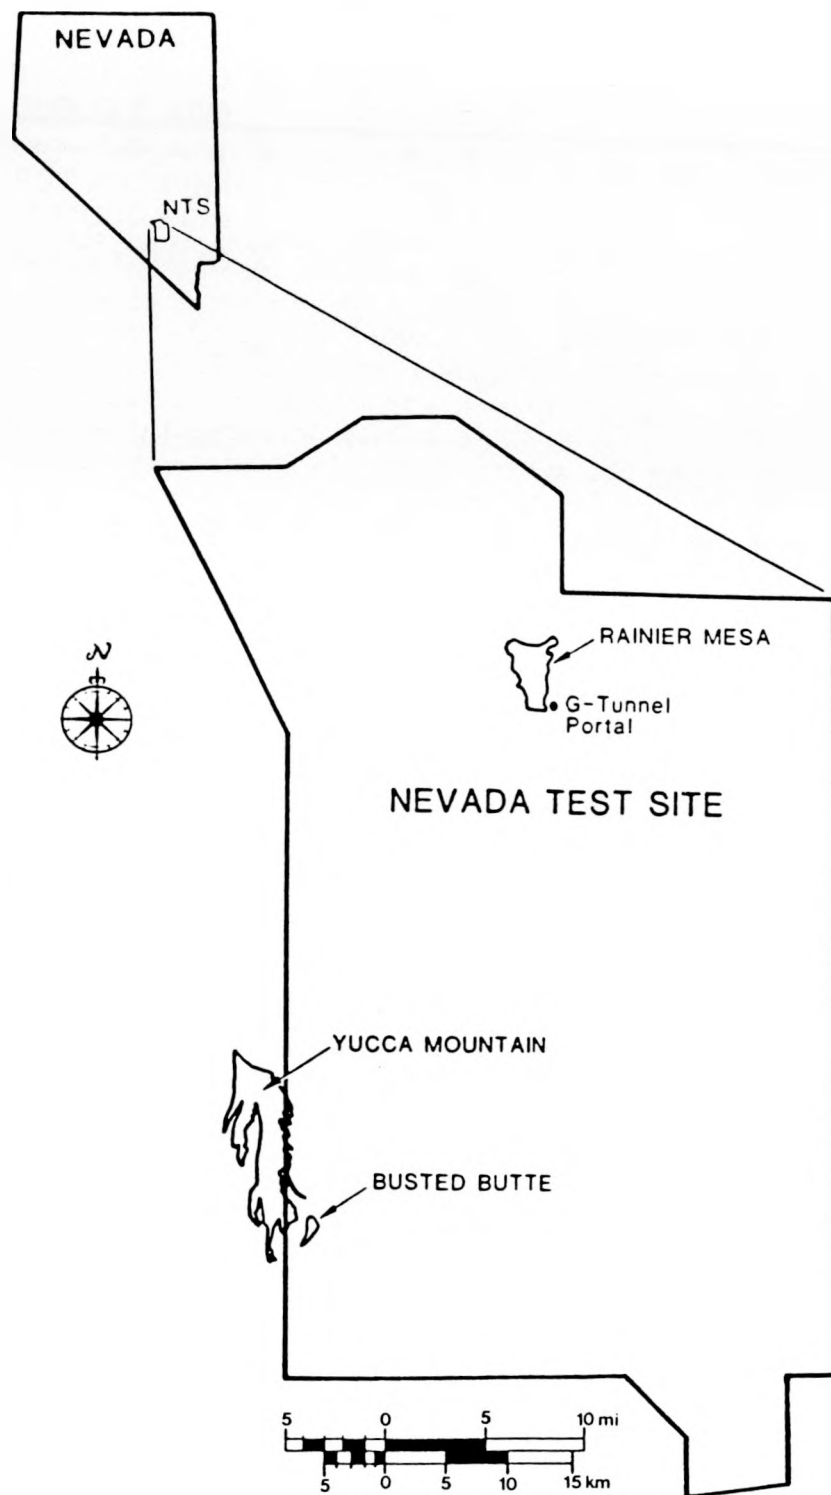 NEVADA
NTS
N
RAINIER MESA
G-Tunnel
Portal
NEVADA TEST SITE
YUCCA MOUNTAIN
BUSTED BUTTE
5 0 5 10 mi
5 0 5 10 15 km